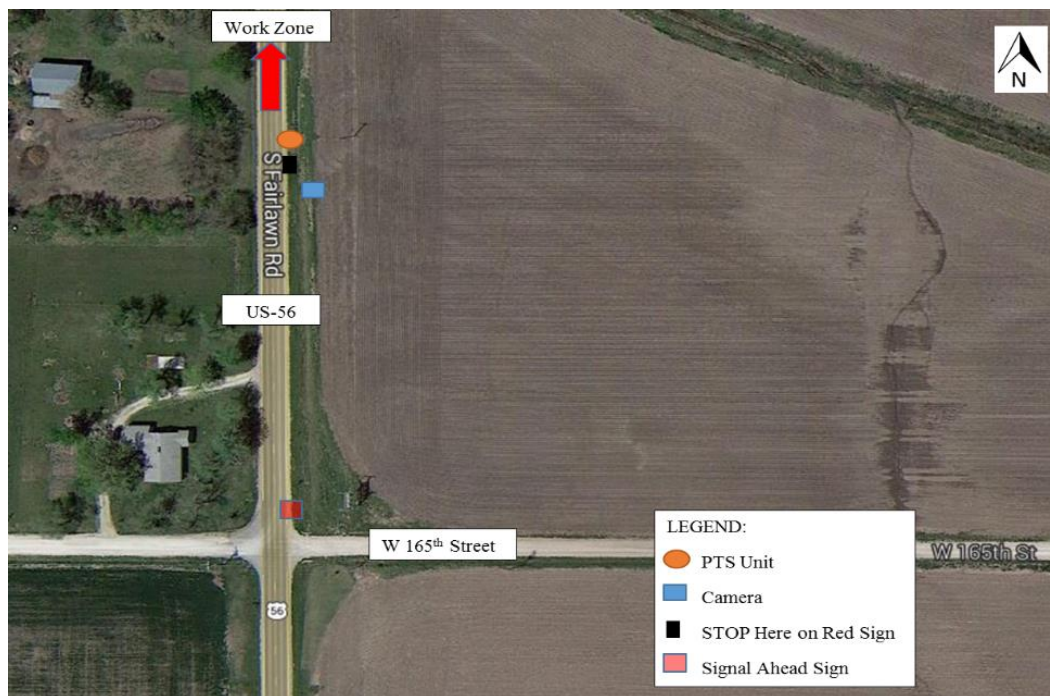 Work Zone
N
S Fairlawn Rd
US-56
W 165th Street
W 165th St
56
LEGEND:
PTS Unit
Camera
STOP Here on Red Sign
Signal Ahead Sign